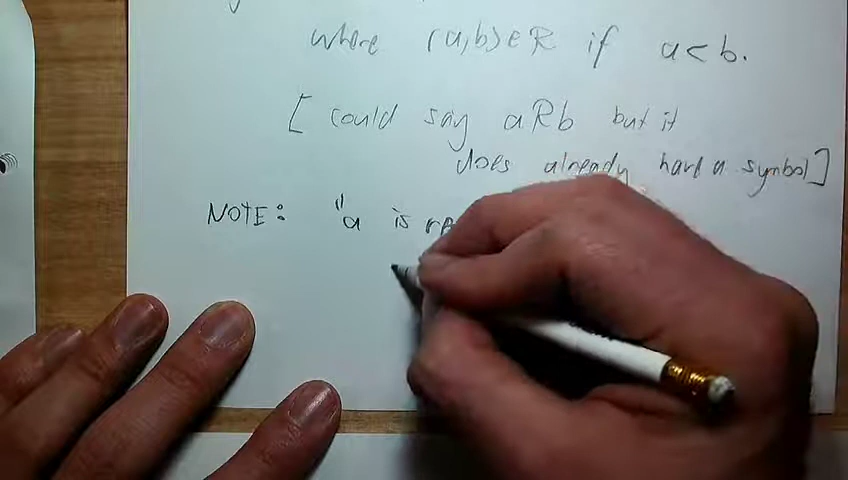 where (a,b) ∈ R if a < b.
[ could say aRb but it
does already have a symbol]
NOTE: "a is re